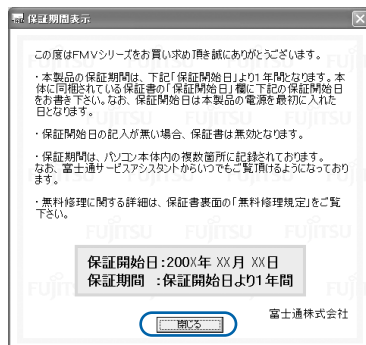 保証期間表示
この度はFMVシリーズをお買い求め頂き誠にありがとうございます。
・本製品の保証期間は、下記「保証開始日」より1年間となります。本
体に同梱されている保証書の「保証開始日」欄に下記の保証開始日
をお書き下さい。なお、保証開始日は本製品の電源を最初に入れた
日となります。
・保証開始日の記入が無い場合、保証書は無効となります。
・保証期間は、パソコン本体内の複数箇所に記録されております。
なお、富士通サービスアシスタントからいつでもご覧頂けるようになっており
ます。
・無料修理に関する詳細は、保証書裏面の「無料修理規定」をご覧
下さい。
保証開始日:200X年 XX月 XX日
保証期間 :保証開始日より1年間
富士通株式会社
閉じる